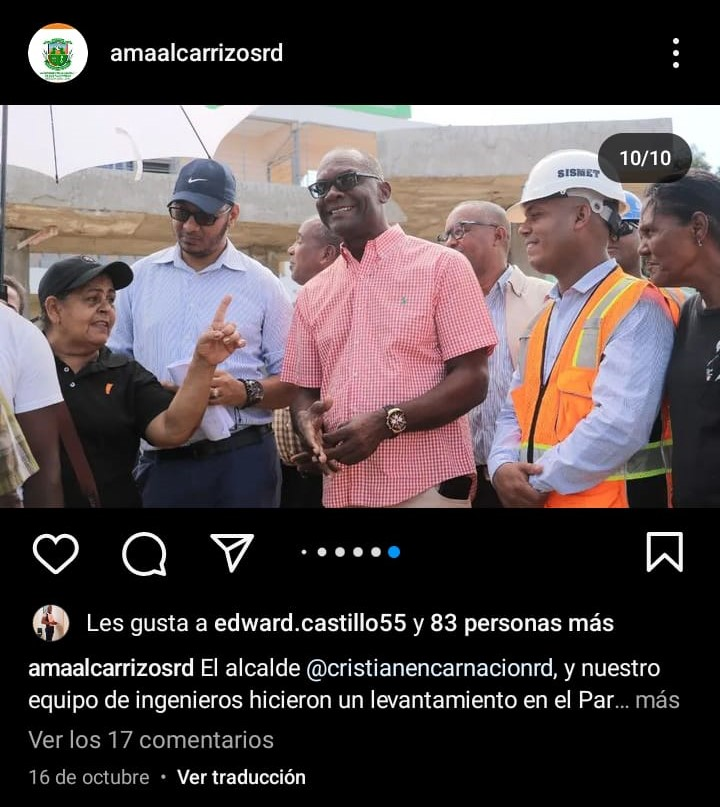 amaalcarrizosrd
10/10
SISMET
Les gusta a edward.castillo55 y 83 personas más
amaalcarrizosrd El alcalde @cristianencarnacionrd, y nuestro
equipo de ingenieros hicieron un levantamiento en el Par... más
Ver los 17 comentarios
16 de octubre • Ver traducción